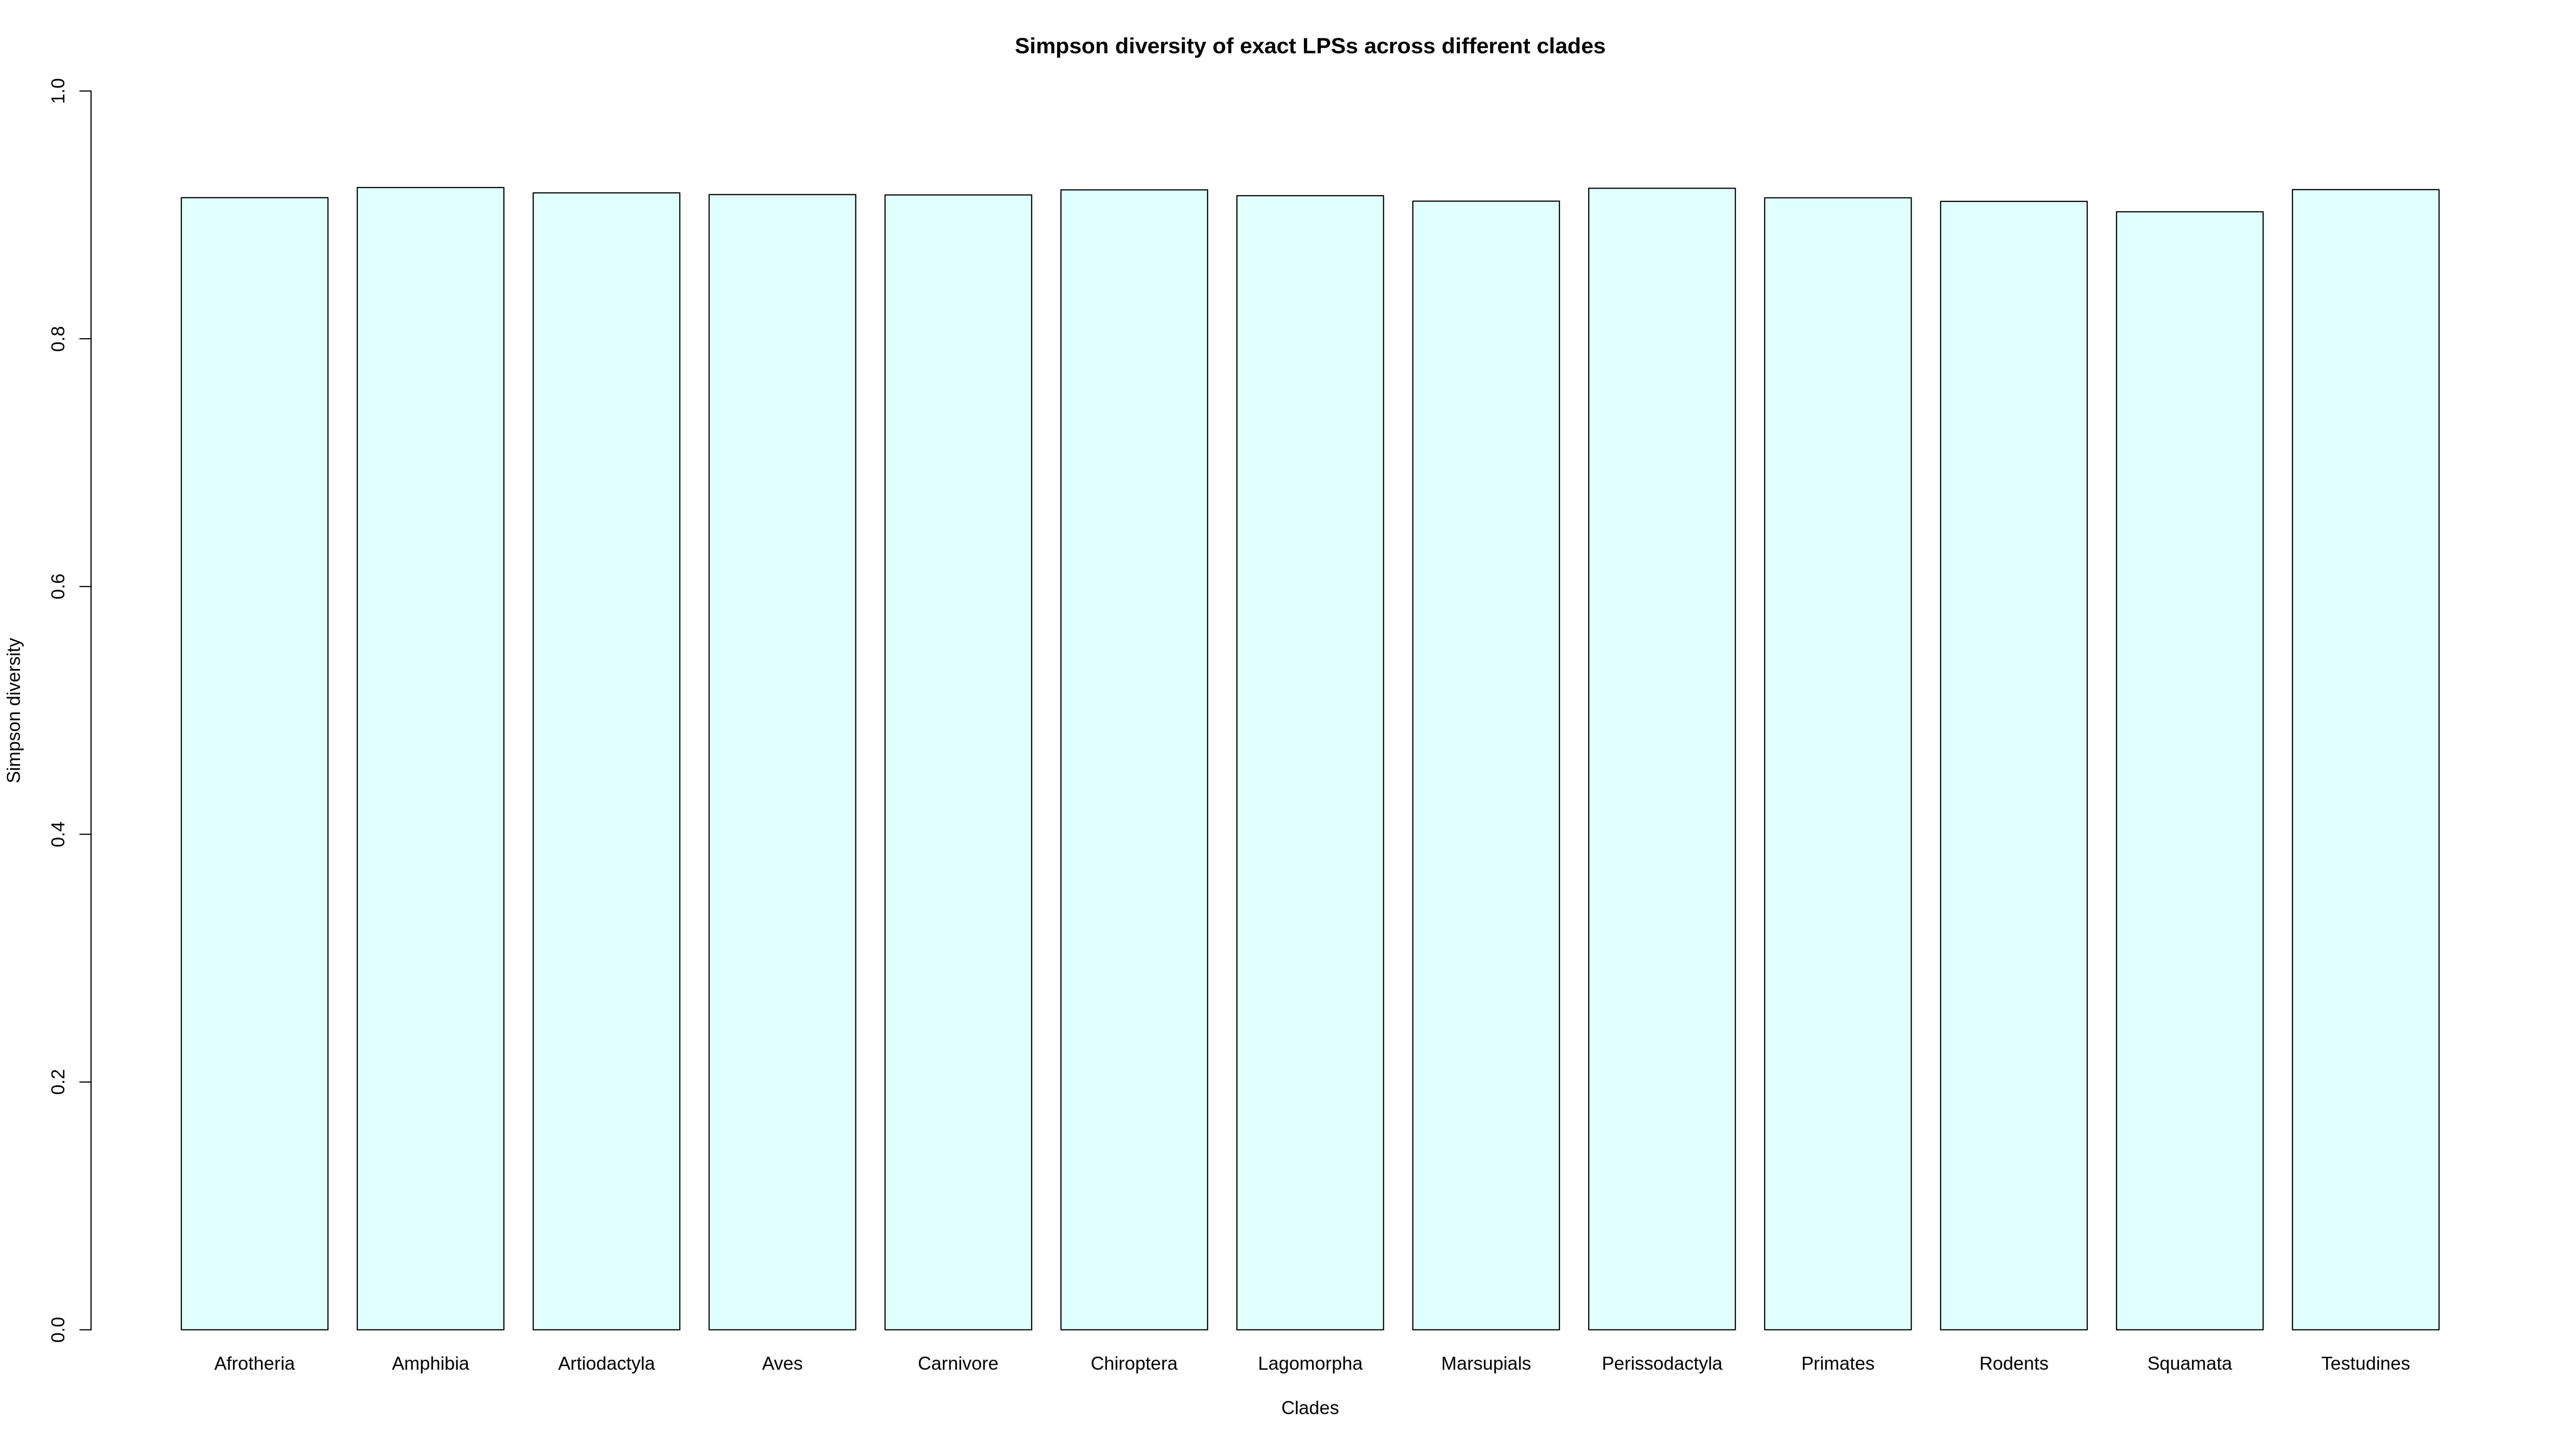 Simpson diversity of exact LPSs across different clades
1.0
0.8
0.6
0.4
0.2
0.0
Simpson diversity
Afrotheria Amphibia Artiodactyla Aves Carnivore Chiroptera Lagomorpha Marsupials Perissodactyla Primates Rodents Squamata Testudines
Clades